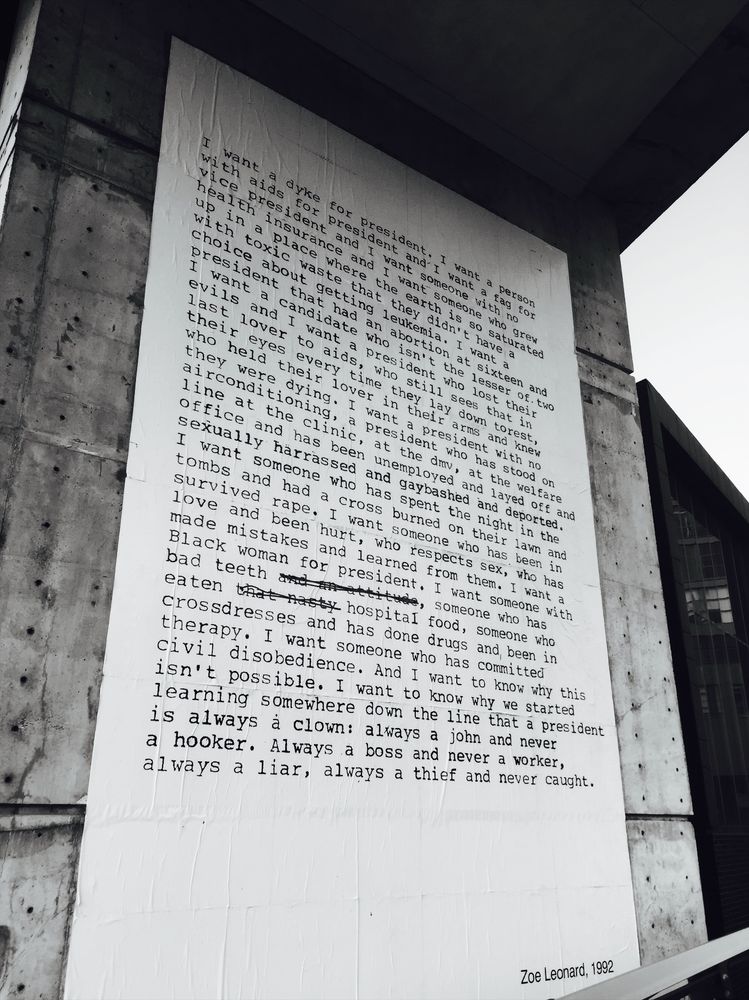 I want a dyke for president. I want a person
with aids for president and I want a fag for
vice president and I want someone with no
health insurance and I want someone who grew
up in a place where the earth is so saturated
with toxic waste that they didn't have a
choice about getting leukemia. I want a
president that had an abortion at sixteen and
I want a candidate who isn't the lesser of two
evils and I want a president who lost their
last lover to aids, who still sees that in
their eyes every time they lay down torest,
who held their lover in their arms and knew
they were dying. I want a president with no
airconditioning, a president who has stood on
line at the clinic, at the dmv, at the welfare
office and has been unemployed and layed off and
sexually harrassed and gaybashed and deported.
I want someone who has spent the night in the
tombs and had a cross burned on their lawn and
survived rape. I want someone who has been in
love and been hurt, who respects sex, who has
made mistakes and learned from them. I want a
Black woman for president. I want someone with
bad teeth and an attitude, someone who has
eaten that nasty hospital food, someone who
crossdresses and has done drugs and been in
therapy. I want someone who has committed
civil disobedience. And I want to know why this
isn't possible. I want to know why we started
learning somewhere down the line that a president
is always a clown: always a john and never
a hooker. Always a boss and never a worker,
always a liar, always a thief and never caught.
Zoe Leonard, 1992